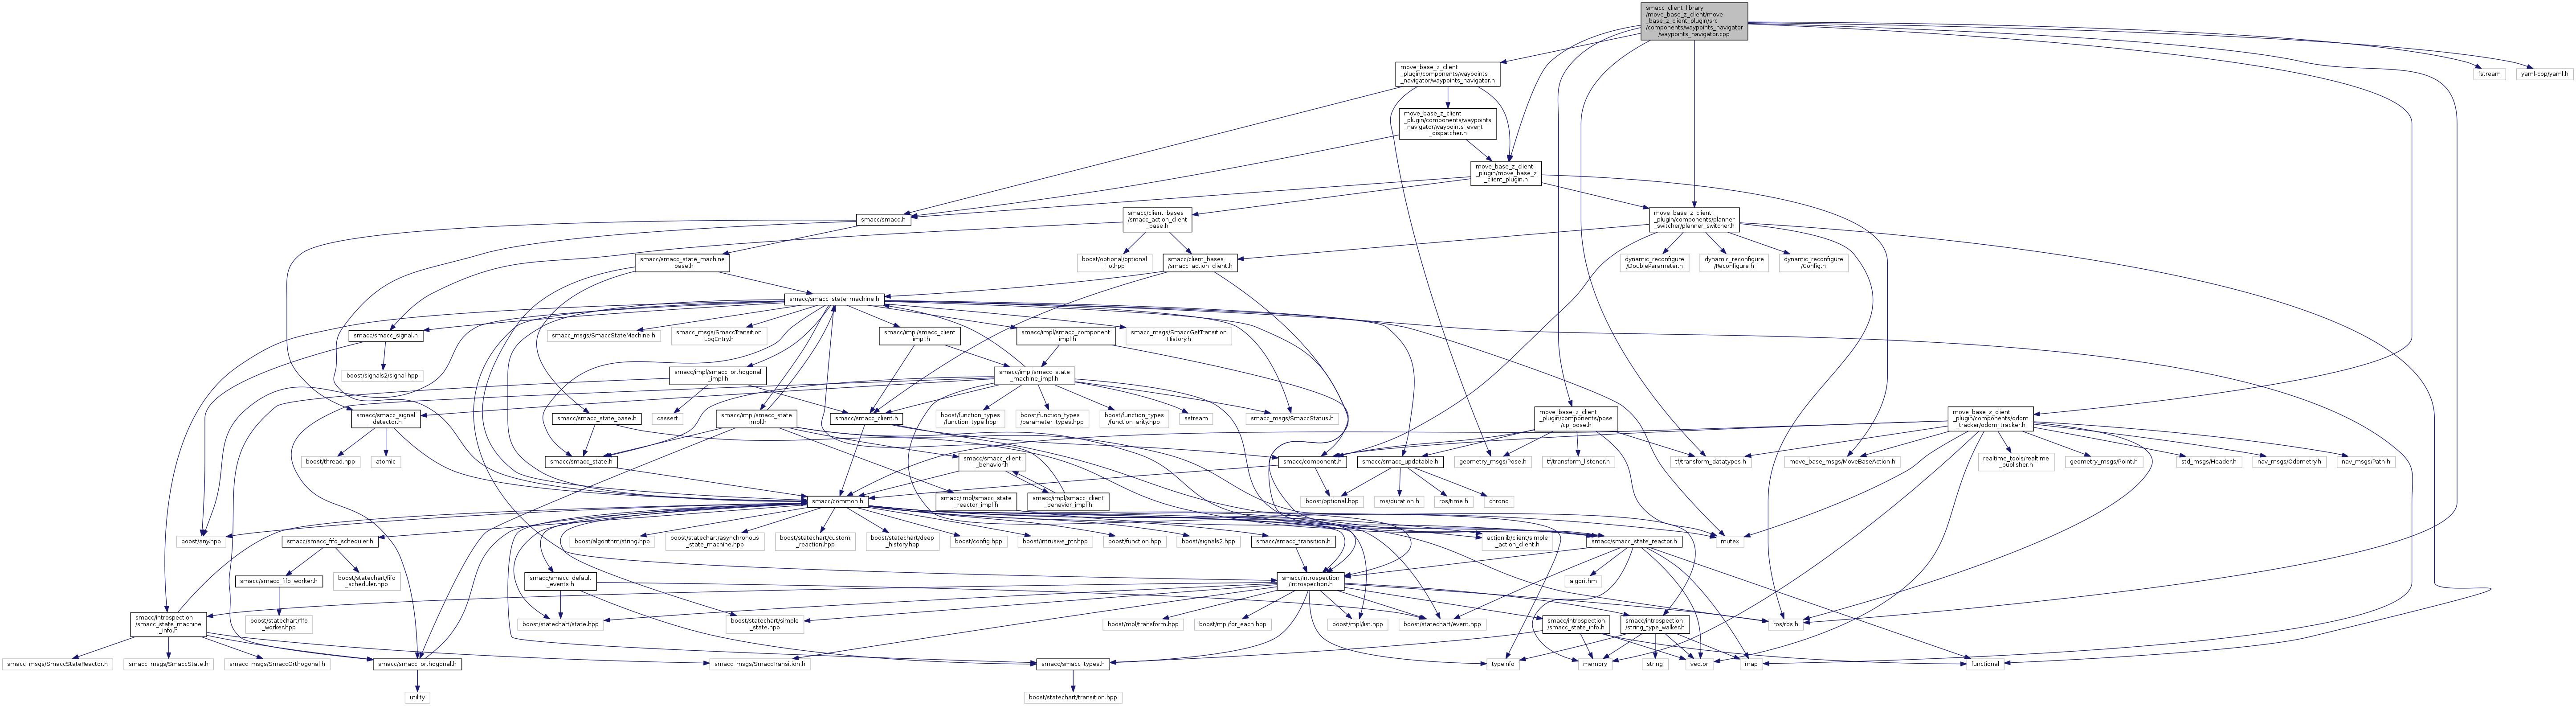 smacc_client_library
/move_base_z_client/move
_base_z_client_plugin/src
/components/waypoints_navigator
/waypoints_navigator.cpp
move_base_z_client
_plugin/components/waypoints
_navigator/waypoints_navigator.h
fstream
yaml-cpp/yaml.h
move_base_z_client
_plugin/components/waypoints
_navigator/waypoints_event
_dispatcher.h
move_base_z_client
_plugin/move_base_z
_client_plugin.h
smacc/smacc.h
smacc/client_bases
/smacc_action_client
_base.h
move_base_z_client
_plugin/components/planner
_switcher/planner_switcher.h
smacc/smacc_state_machine
_base.h
boost/optional/optional
_io.hpp
smacc/client_bases
/smacc_action_client.h
dynamic_reconfigure
/DoubleParameter.h
dynamic_reconfigure
/Reconfigure.h
dynamic_reconfigure
/Config.h
smacc/smacc_state_machine.h
smacc/smacc_signal.h
smacc_msgs/SmaccStateMachine.h
smacc_msgs/SmaccTransition
LogEntry.h
smacc/impl/smacc_client
_impl.h
smacc/impl/smacc_component
_impl.h
smacc_msgs/SmaccGetTransition
History.h
boost/signals2/signal.hpp
smacc/impl/smacc_orthogonal
_impl.h
smacc/impl/smacc_state
_machine_impl.h
smacc/smacc_signal
_detector.h
smacc/smacc_state_base.h
cassert
smacc/impl/smacc_state
_impl.h
smacc/smacc_client.h
boost/function_types
/function_type.hpp
boost/function_types
/parameter_types.hpp
boost/function_types
/function_arity.hpp
sstream
smacc_msgs/SmaccStatus.h
move_base_z_client
_plugin/components/pose
/cp_pose.h
move_base_z_client
_plugin/components/odom
_tracker/odom_tracker.h
boost/thread.hpp
atomic
smacc/smacc_state.h
smacc/smacc_client
_behavior.h
smacc/component.h
smacc/smacc_updatable.h
geometry_msgs/Pose.h
tf/transform_listener.h
tf/transform_datatypes.h
move_base_msgs/MoveBaseAction.h
realtime_tools/realtime
_publisher.h
geometry_msgs/Point.h
std_msgs/Header.h
nav_msgs/Odometry.h
nav_msgs/Path.h
smacc/common.h
smacc/impl/smacc_state
_reactor_impl.h
smacc/impl/smacc_client
_behavior_impl.h
boost/optional.hpp
ros/duration.h
ros/time.h
chrono
boost/any.hpp
smacc/smacc_fifo_scheduler.h
boost/algorithm/string.hpp
boost/statechart/asynchronous
_state_machine.hpp
boost/statechart/custom
_reaction.hpp
boost/statechart/deep
_history.hpp
boost/config.hpp
boost/intrusive_ptr.hpp
boost/function.hpp
boost/signals2.hpp
smacc/smacc_transition.h
actionlib/client/simple
_action_client.h
smacc/smacc_state_reactor.h
mutex
smacc/smacc_fifo_worker.h
boost/statechart/fifo
_scheduler.hpp
smacc/smacc_default
_events.h
smacc/introspection
/introspection.h
algorithm
smacc/introspection
/smacc_state_machine
_info.h
boost/statechart/fifo
_worker.hpp
boost/statechart/state.hpp
boost/statechart/simple
_state.hpp
boost/mpl/transform.hpp
boost/mpl/for_each.hpp
boost/mpl/list.hpp
boost/statechart/event.hpp
smacc/introspection
/smacc_state_info.h
smacc/introspection
/string_type_walker.h
ros/ros.h
smacc_msgs/SmaccStateReactor.h
smacc_msgs/SmaccState.h
smacc_msgs/SmaccOrthogonal.h
smacc/smacc_orthogonal.h
smacc_msgs/SmaccTransition.h
smacc/smacc_types.h
typeinfo
memory
string
vector
map
functional
utility
boost/statechart/transition.hpp